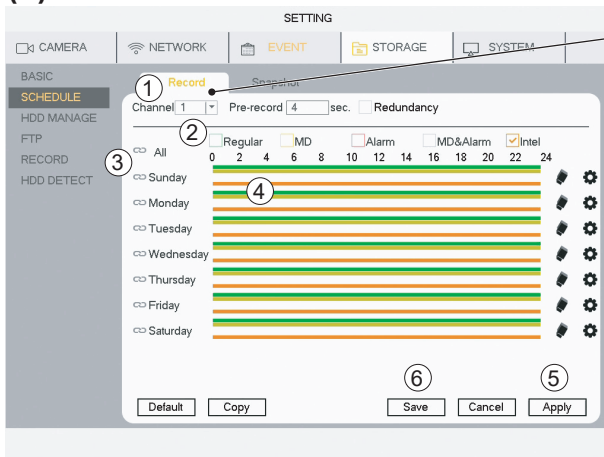 SETTING
CAMERA NETWORK EVENT STORAGE SYSTEM
BASIC
SCHEDULE
HDD MANAGE
FTP
RECORD
HDD DETECT
Record Snapshot
1
Channel 1 Pre-record 4 sec. Redundancy
2
Regular MD Alarm MD&Alarm Intel
3
All 0 2 4 6 8 10 12 14 16 18 20 22 24
Sunday
4
Monday
Tuesday
Wednesday
Thursday
Friday
Saturday
6 5
Default Copy Save Cancel Apply